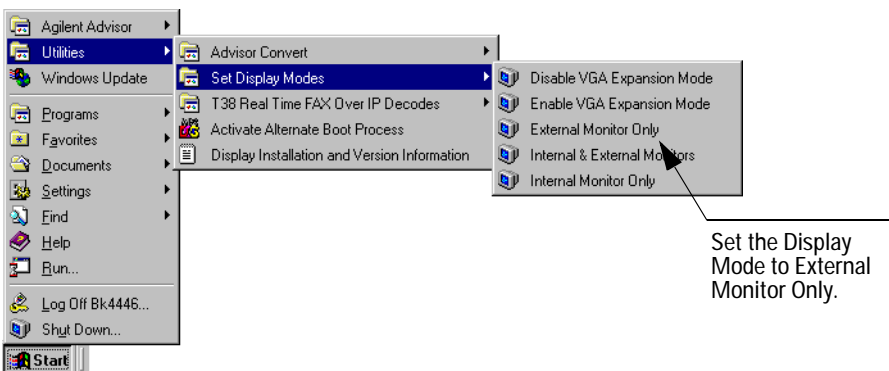 Agilent Advisor
Utilities
Windows Update
Programs
Favorites
Documents
Settings
Find
Help
Run...
Log Off Bk4446...
Shut Down...
Start
Advisor Convert
Set Display Modes
T38 Real Time FAX Over IP Decodes
Activate Alternate Boot Process
Display Installation and Version Information
Disable VGA Expansion Mode
Enable VGA Expansion Mode
External Monitor Only
Internal & External Monitors
Internal Monitor Only
Set the Display
Mode to External
Monitor Only.